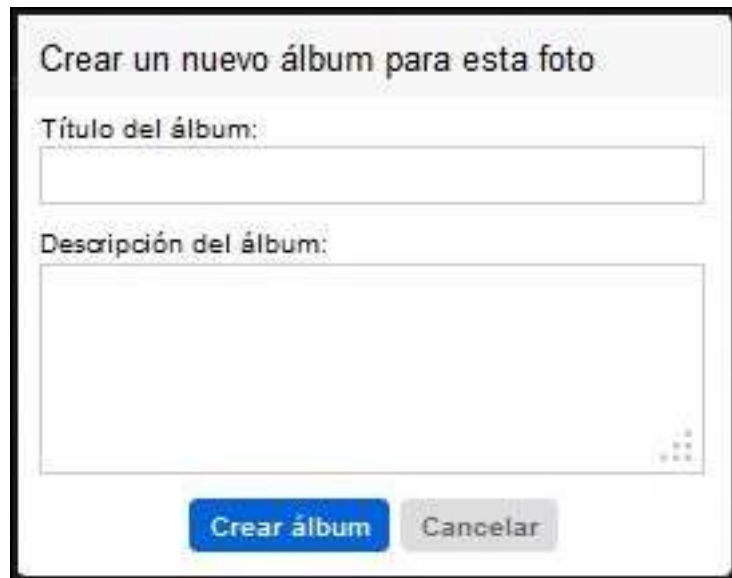 Crear un nuevo álbum para esta foto
Título del álbum:
Descripción del álbum:
Crear álbum Cancelar